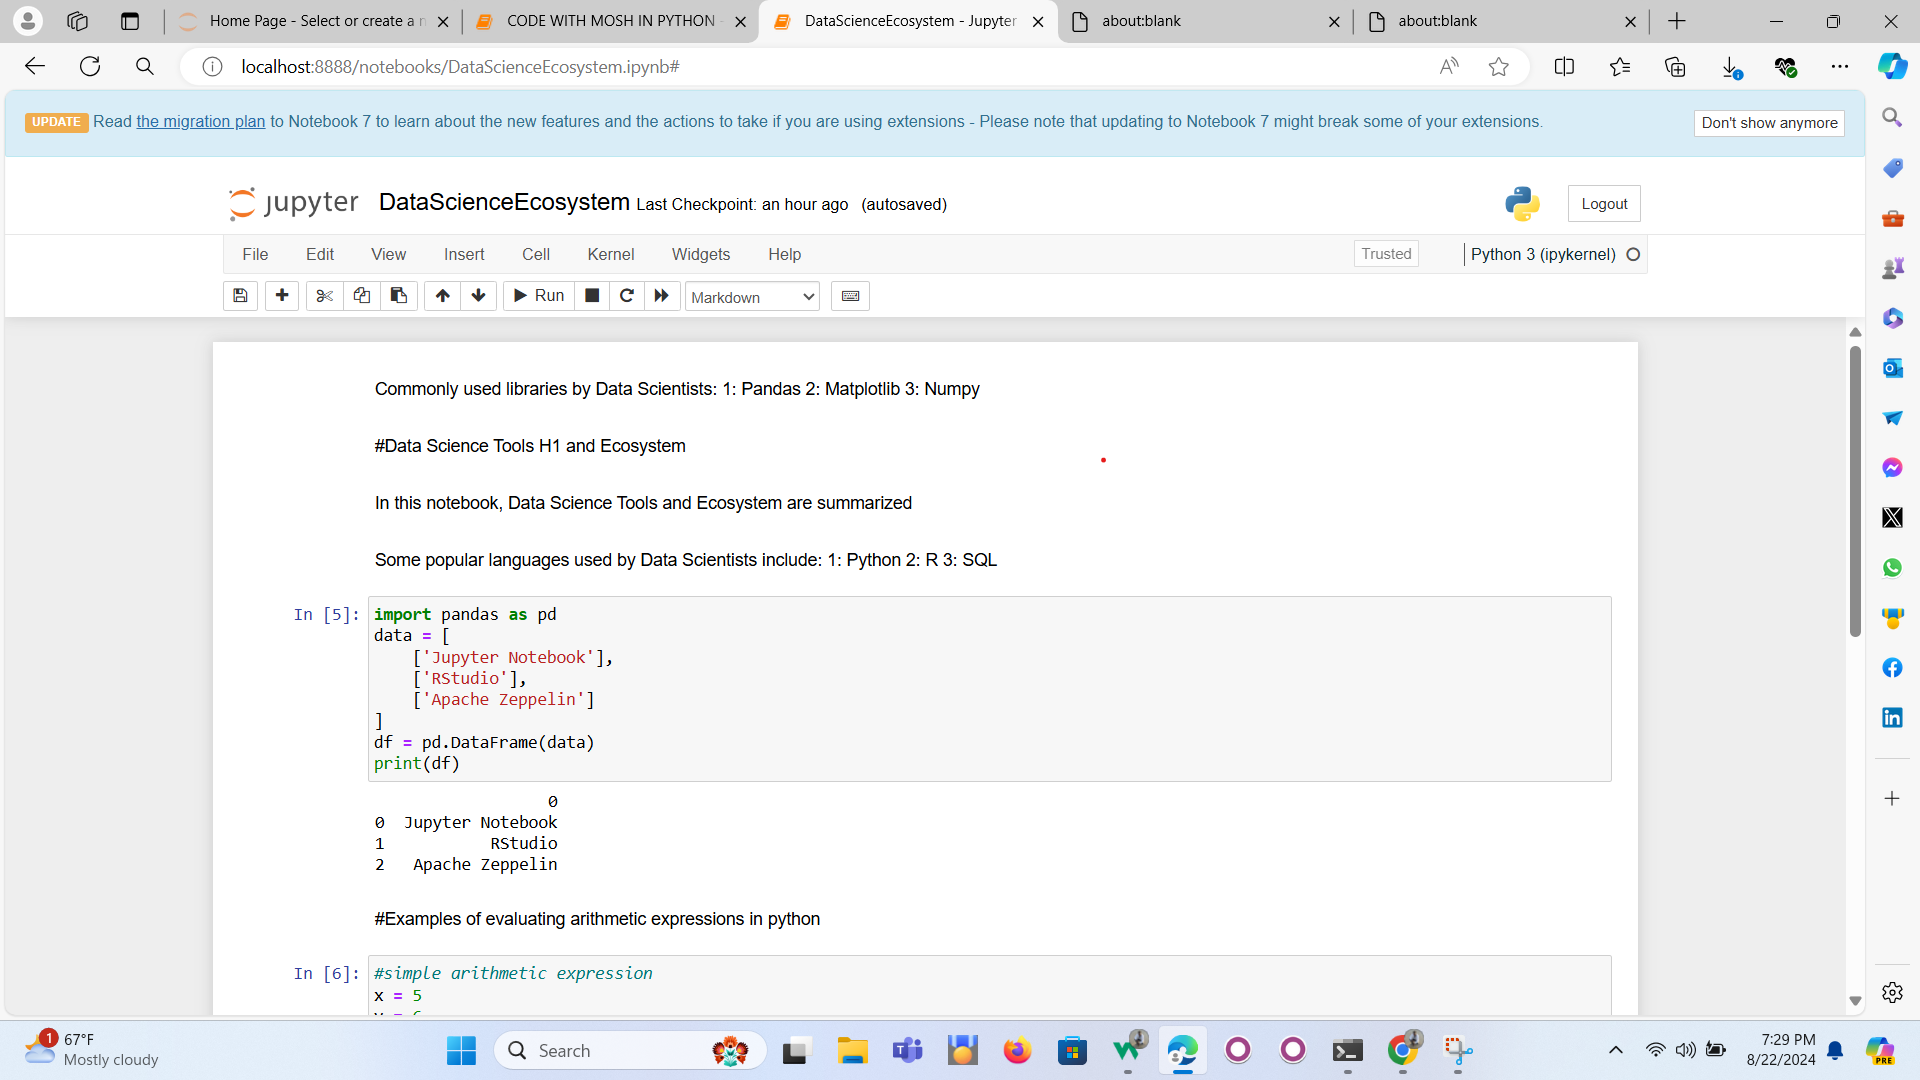 Home Page - Select or create a n
CODE WITH MOSH IN PYTHON -
DataScienceEcosystem - Jupyter
about:blank
about:blank
localhost:8888/notebooks/DataScienceEcosystem.ipynb#
UPDATE Read the migration plan to Notebook 7 to learn about the new features and the actions to take if you are using extensions - Please note that updating to Notebook 7 might break some of your extensions.
Don't show anymore
jupyter DataScienceEcosystem Last Checkpoint: an hour ago (autosaved)
Logout
File Edit View Insert Cell Kernel Widgets Help
Trusted
Python 3 (ipykernel)
Run
Markdown
Commonly used libraries by Data Scientists: 1: Pandas 2: Matplotlib 3: Numpy
#Data Science Tools H1 and Ecosystem
In this notebook, Data Science Tools and Ecosystem are summarized
Some popular languages used by Data Scientists include: 1: Python 2: R 3: SQL
In [5]: import pandas as pd
data = [
    ['Jupyter Notebook'],
    ['RStudio'],
    ['Apache Zeppelin']
]
df = pd.DataFrame(data)
print(df)
0
0 Jupyter Notebook
1 RStudio
2 Apache Zeppelin
#Examples of evaluating arithmetic expressions in python
In [6]: #simple arithmetic expression
x = 5
1
67°F
Mostly cloudy
Search
7:29 PM
8/22/2024
PRE